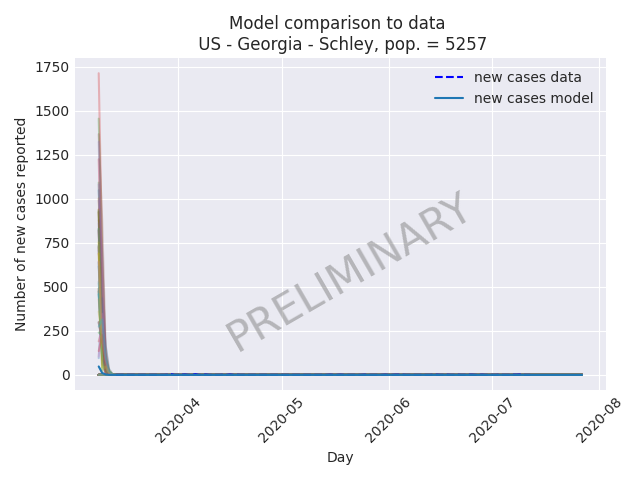 Model comparison to data
US - Georgia - Schley, pop. = 5257
1750
1500
1250
1000
750
500
250
0
Number of new cases reported
new cases data
new cases model
PRELIMINARY
2020-04
2020-05
2020-06
2020-07
2020-08
Day